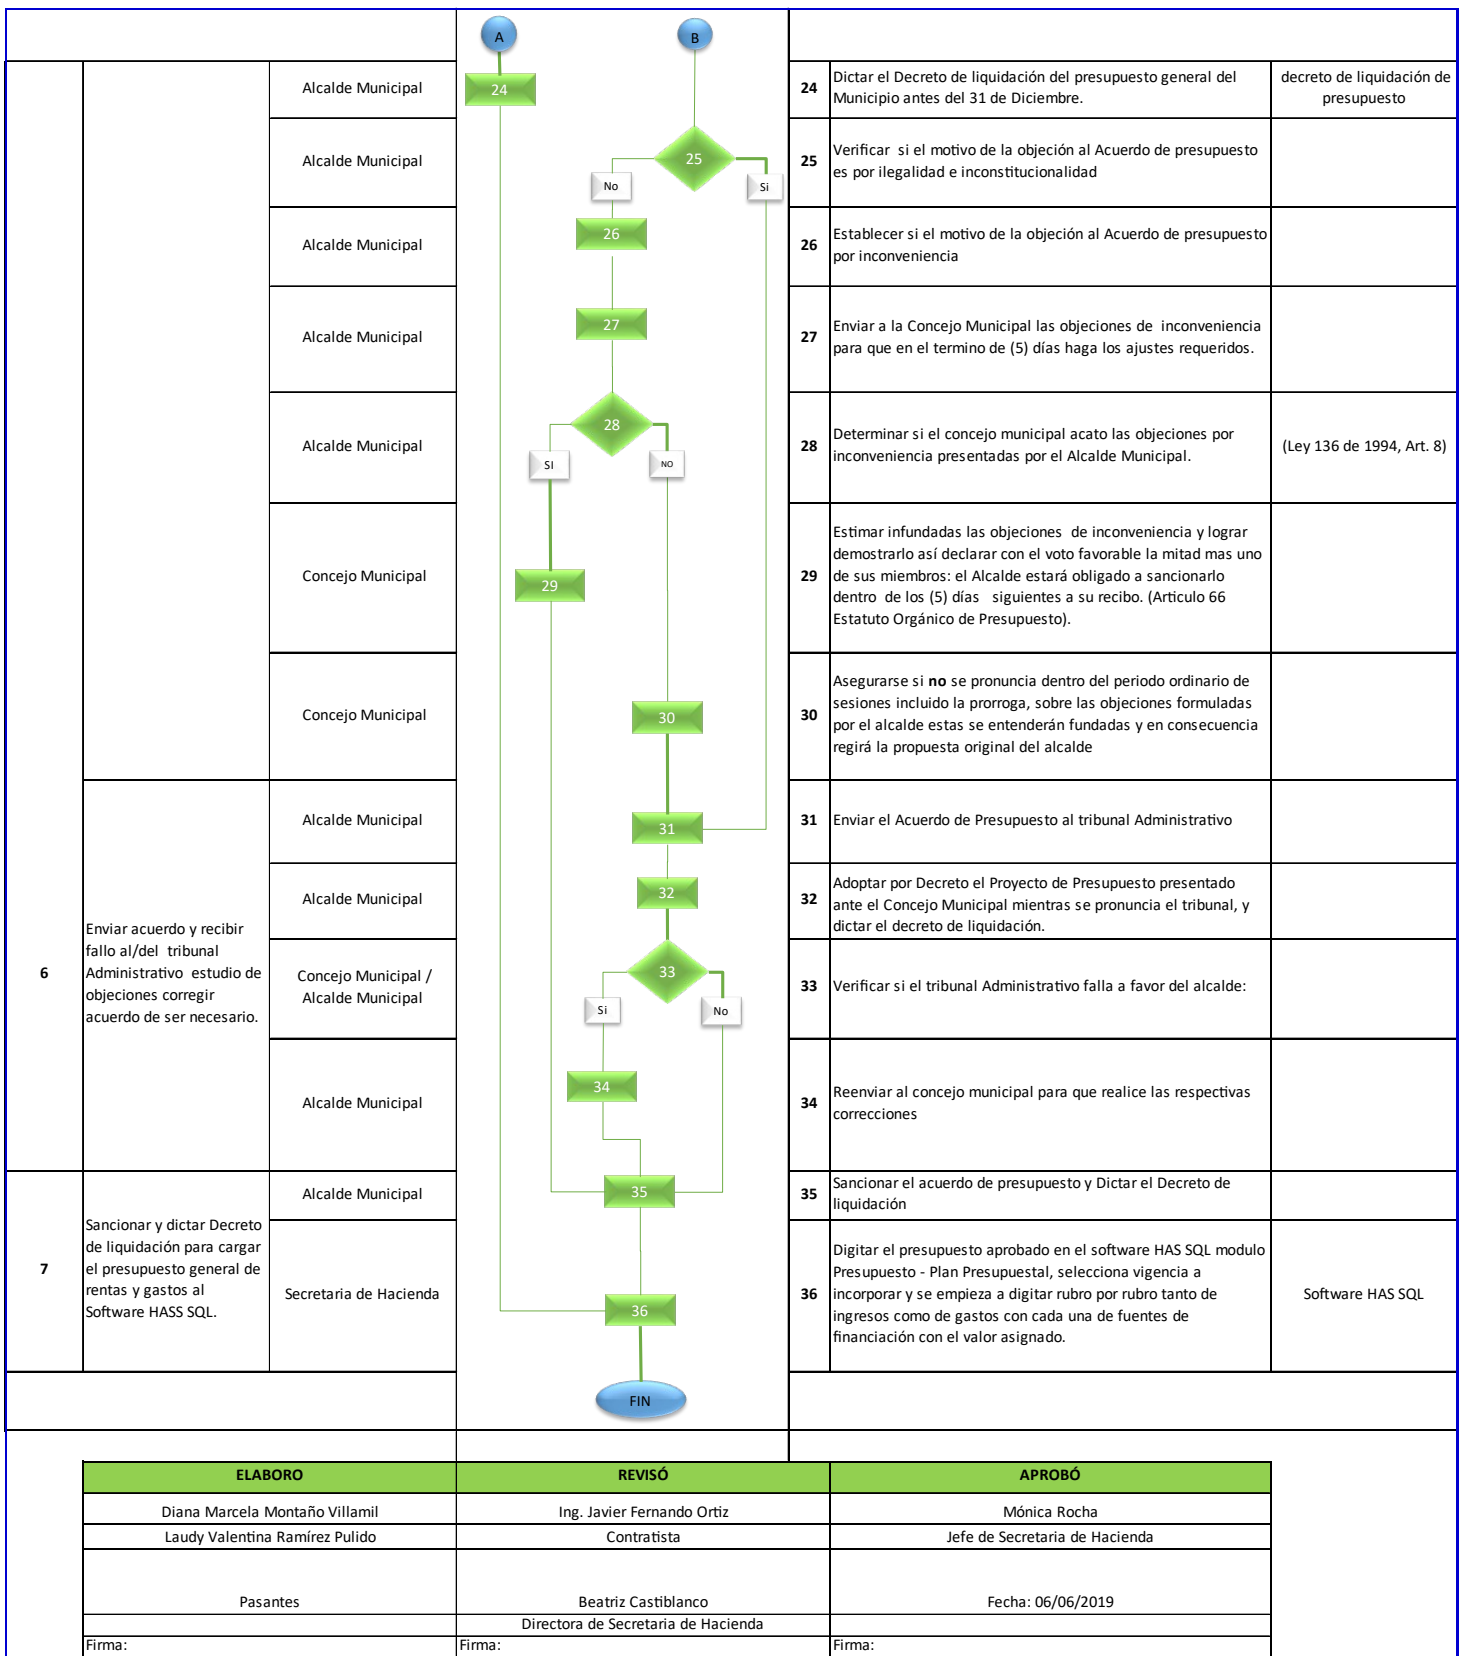 A
B
Alcalde Municipal
24
24
Dictar el Decreto de liquidación del presupuesto general del
Municipio antes del 31 de Diciembre.
decreto de liquidación de
presupuesto
Alcalde Municipal
25
No
Si
25
Verificar si el motivo de la objeción al Acuerdo de presupuesto
es por ilegalidad e inconstitucionalidad
Alcalde Municipal
26
26
Establecer si el motivo de la objeción al Acuerdo de presupuesto
por inconveniencia
Alcalde Municipal
27
27
Enviar a la Concejo Municipal las objeciones de inconveniencia
para que en el termino de (5) días haga los ajustes requeridos.
Alcalde Municipal
28
SI
NO
28
Determinar si el concejo municipal acato las objeciones por
inconveniencia presentadas por el Alcalde Municipal.
(Ley 136 de 1994, Art. 8)
Concejo Municipal
29
29
Estimar infundadas las objeciones de inconveniencia y lograr
demostrarlo así declarar con el voto favorable la mitad mas uno
de sus miembros: el Alcalde estará obligado a sancionarlo
dentro de los (5) días siguientes a su recibo. (Articulo 66
Estatuto Orgánico de Presupuesto).
Concejo Municipal
30
30
Asegurarse si no se pronuncia dentro del periodo ordinario de
sesiones incluido la prorroga, sobre las objeciones formuladas
por el alcalde estas se entenderán fundadas y en consecuencia
regirá la propuesta original del alcalde
6
Enviar acuerdo y recibir
fallo al/del tribunal
Administrativo estudio de
objeciones corregir
acuerdo de ser necesario.
Alcalde Municipal
31
31
Enviar el Acuerdo de Presupuesto al tribunal Administrativo
Alcalde Municipal
32
32
Adoptar por Decreto el Proyecto de Presupuesto presentado
ante el Concejo Municipal mientras se pronuncia el tribunal, y
dictar el decreto de liquidación.
Concejo Municipal /
Alcalde Municipal
33
Si
No
33
Verificar si el tribunal Administrativo falla a favor del alcalde:
Alcalde Municipal
34
34
Reenviar al concejo municipal para que realice las respectivas
correcciones
7
Sancionar y dictar Decreto
de liquidación para cargar
el presupuesto general de
rentas y gastos al
Software HASS SQL.
Alcalde Municipal
35
35
Sancionar el acuerdo de presupuesto y Dictar el Decreto de
liquidación
Secretaria de Hacienda
36
36
Digitar el presupuesto aprobado en el software HAS SQL modulo
Presupuesto - Plan Presupuestal, selecciona vigencia a
incorporar y se empieza a digitar rubro por rubro tanto de
ingresos como de gastos con cada una de fuentes de
financiación con el valor asignado.
Software HAS SQL
FIN
ELABORO
REVISÓ
APROBÓ
Diana Marcela Montaño Villamil
Ing. Javier Fernando Ortiz
Mónica Rocha
Laudy Valentina Ramírez Pulido
Contratista
Jefe de Secretaria de Hacienda
Pasantes
Beatriz Castiblanco
Fecha: 06/06/2019
Directora de Secretaria de Hacienda
Firma:
Firma:
Firma: